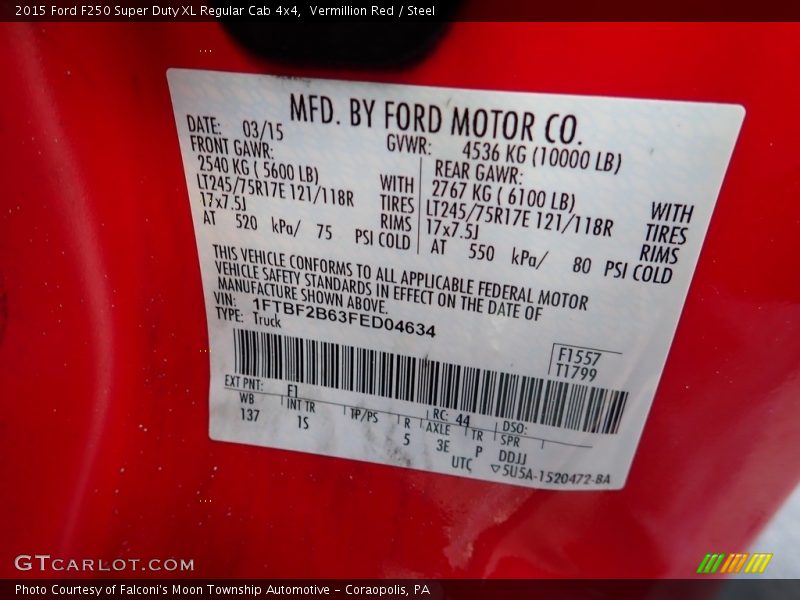 2015 Ford F250 Super Duty XL Regular Cab 4x4,  Vermillion Red / Steel
MFD. BY FORD MOTOR CO.
DATE: 03/15 GVWR: 4536 KG (10000 LB)
FRONT GAWR: REAR GAWR:
2540 KG ( 5600 LB) WITH 2767 KG ( 6100 LB) WITH
LT245/75R17E 121/118R TIRES LT245/75R17E 121/118R TIRES
17x7.5J RIMS 17x7.5J RIMS
AT 520 kPa/ 75 PSI COLD AT 550 kPa/ 80 PSI COLD
THIS VEHICLE CONFORMS TO ALL APPLICABLE FEDERAL MOTOR
VEHICLE SAFETY STANDARDS IN EFFECT ON THE DATE OF
MANUFACTURE SHOWN ABOVE.
VIN: 1FTBF2B63FED04634
TYPE: Truck
F1557
T1799
EXT PNT: F1 RC: 44 DSO:
WB INT TR TP/PS R AXLE TR SPR
137 1S 5 3E P DDJJ
UTC ▽5U5A-1520472-BA
GTCARLOT.COM
Photo Courtesy of Falconi's Moon Township Automotive - Coraopolis, PA